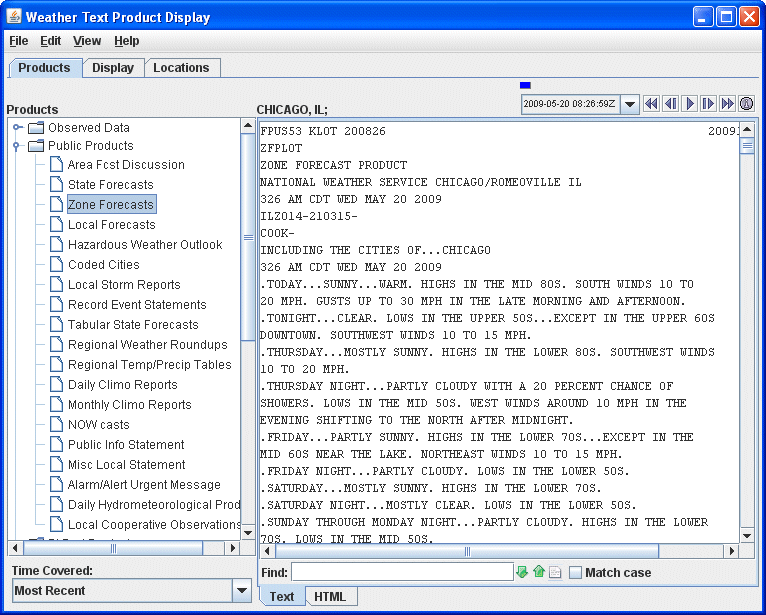 Weather Text Product Display
File Edit View Help
Products Display Locations
2009-05-20 08:26:59Z
Products
CHICAGO, IL;
Observed Data
Public Products
Area Fcst Discussion
State Forecasts
Zone Forecasts
Local Forecasts
Hazardous Weather Outlook
Coded Cities
Local Storm Reports
Record Event Statements
Tabular State Forecasts
Regional Weather Roundups
Regional Temp/Precip Tables
Daily Climo Reports
Monthly Climo Reports
NOW casts
Public Info Statement
Misc Local Statement
Alarm/Alert Urgent Message
Daily Hydrometeorological Prod
Local Cooperative Observations
Time Covered:
Most Recent
FPUS53 KLOT 200826 2009
ZFPLOT
ZONE FORECAST PRODUCT
NATIONAL WEATHER SERVICE CHICAGO/ROMEOVILLE IL
326 AM CDT WED MAY 20 2009
ILZ014-210315-
COOK-
INCLUDING THE CITIES OF...CHICAGO
326 AM CDT WED MAY 20 2009
.TODAY...SUNNY...WARM. HIGHS IN THE MID 80S. SOUTH WINDS 10 TO
20 MPH. GUSTS UP TO 30 MPH IN THE LATE MORNING AND AFTERNOON.
.TONIGHT...CLEAR. LOWS IN THE UPPER 50S...EXCEPT IN THE UPPER 60S
DOWNTOWN. SOUTHWEST WINDS 10 TO 15 MPH.
.THURSDAY...MOSTLY SUNNY. HIGHS IN THE LOWER 80S. SOUTHWEST WINDS
10 TO 20 MPH.
.THURSDAY NIGHT...PARTLY CLOUDY WITH A 20 PERCENT CHANCE OF
SHOWERS. LOWS IN THE MID 50S. WEST WINDS AROUND 10 MPH IN THE
EVENING SHIFTING TO THE NORTH AFTER MIDNIGHT.
.FRIDAY...PARTLY SUNNY. HIGHS IN THE LOWER 70S...EXCEPT IN THE
MID 60S NEAR THE LAKE. NORTHEAST WINDS 10 TO 15 MPH.
.FRIDAY NIGHT...PARTLY CLOUDY. LOWS IN THE LOWER 50S.
.SATURDAY...MOSTLY SUNNY. HIGHS IN THE LOWER 70S.
.SATURDAY NIGHT...MOSTLY CLEAR. LOWS IN THE LOWER 50S.
.SUNDAY THROUGH MONDAY NIGHT...PARTLY CLOUDY. HIGHS IN THE LOWER
70S. LOWS IN THE MID 50S.
Find: Match case
Text HTML